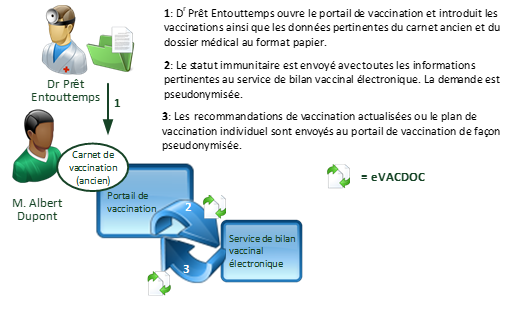 1: Dr Prêt Entouttemps ouvre le portail de vaccination et introduit les
vaccinations ainsi que les données pertinentes du carnet ancien et du
dossier médical au format papier.
2: Le statut immunitaire est envoyé avectoutes les informations
pertinentes au service de bilan vaccinal électronique. La demande est
pseudonymisée.
3: Les recommandations de vaccination actualisées ou le plan de
vaccination individuel sont envoyés au portail de vaccination de façon
pseudonymisée.
= eVACDOC
Dr Prêt
Entouttemps
1
Carnet de
vaccination
(ancien)
M. Albert
Dupont
Portail de
vaccination
2
Service de bilan
vaccinal
électronique
3